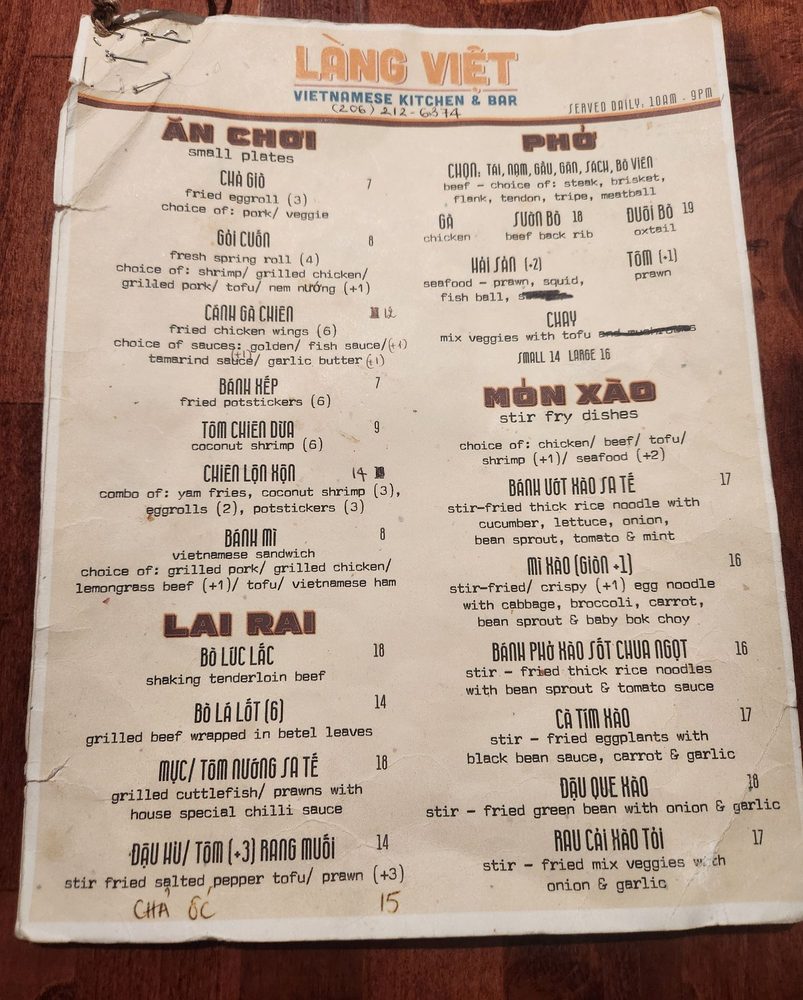 LÀNG VIỆT
VIETNAMESE KITCHEN & BAR
(206) 212-6374
SERVED DAILY: 10AM - 9PM
ĂN CHƠI
small plates
CHẢ GIÒ 7
fried eggroll (3)
choice of: pork/ veggie
GỎI CUỐN 8
fresh spring roll (4)
choice of: shrimp/ grilled chicken/
grilled pork/ tofu/ nem nướng (+1)
CÁNH GÀ CHIÊN 12
fried chicken wings (6)
choice of sauces: golden/ fish sauce/(+1)
tamarind sauce/ garlic butter(+1)
(+1)
BÁNH XẾP 7
fried potstickers (6)
TÔM CHIÊN DỪA 9
coconut shrimp (6)
CHIÊN LỘN XỘN 14
combo of: yam fries, coconut shrimp (3),
eggrolls (2), potstickers (3)
BÁNH MÌ 8
vietnamese sandwich
choice of: grilled pork/ grilled chicken/
lemongrass beef (+1)/ tofu/ vietnamese ham
LAI RAI
BÒ LÚC LẮC 18
shaking tenderloin beef
BÒ LÁ LỐT (6) 14
grilled beef wrapped in betel leaves
MỰC/ TÔM NƯỚNG SA TẾ 18
grilled cuttlefish/ prawns with
house special chilli sauce
ĐẬU HỦ/ TÔM (+3) RANG MUỐI 14
stir fried salted pepper tofu/ prawn (+3)
CHẢ ỐC 15
PHỞ
CHỌN: TÁI, NẠM, GẦU, GÂN, SÁCH, BÒ VIÊN
beef - choice of: steak, brisket,
flank, tendon, tripe, meatball
GÀ SƯỜN BÒ 18 ĐUÔI BÒ 19
chicken beef back rib oxtail
HẢI SẢN (+2) TÔM (+1)
seafood - prawn, squid, prawn
fish ball,
CHAY
mix veggies with tofu and mushrooms
SMALL 14 LARGE 16
MÓN XÀO
stir fry dishes
choice of: chicken/ beef/ tofu/
shrimp (+1)/ seafood (+2)
BÁNH ƯỚT XÀO SA TẾ 17
stir-fried thick rice noodle with
cucumber, lettuce, onion,
bean sprout, tomato & mint
MÌ XÀO (GIÒN +1) 16
stir-fried/ crispy (+1) egg noodle
with cabbage, broccoli, carrot,
bean sprout & baby bok choy
BÁNH PHỞ XÀO SỐT CHUA NGỌT 16
stir - fried thick rice noodles
with bean sprout & tomato sauce
CÀ TÍM XÀO 17
stir - fried eggplants with
black bean sauce, carrot & garlic
ĐẬU QUE XÀO 18
stir - fried green bean with onion & garlic
RAU CẢI XÀO TỎI 17
stir - fried mix veggies with
onion & garlic